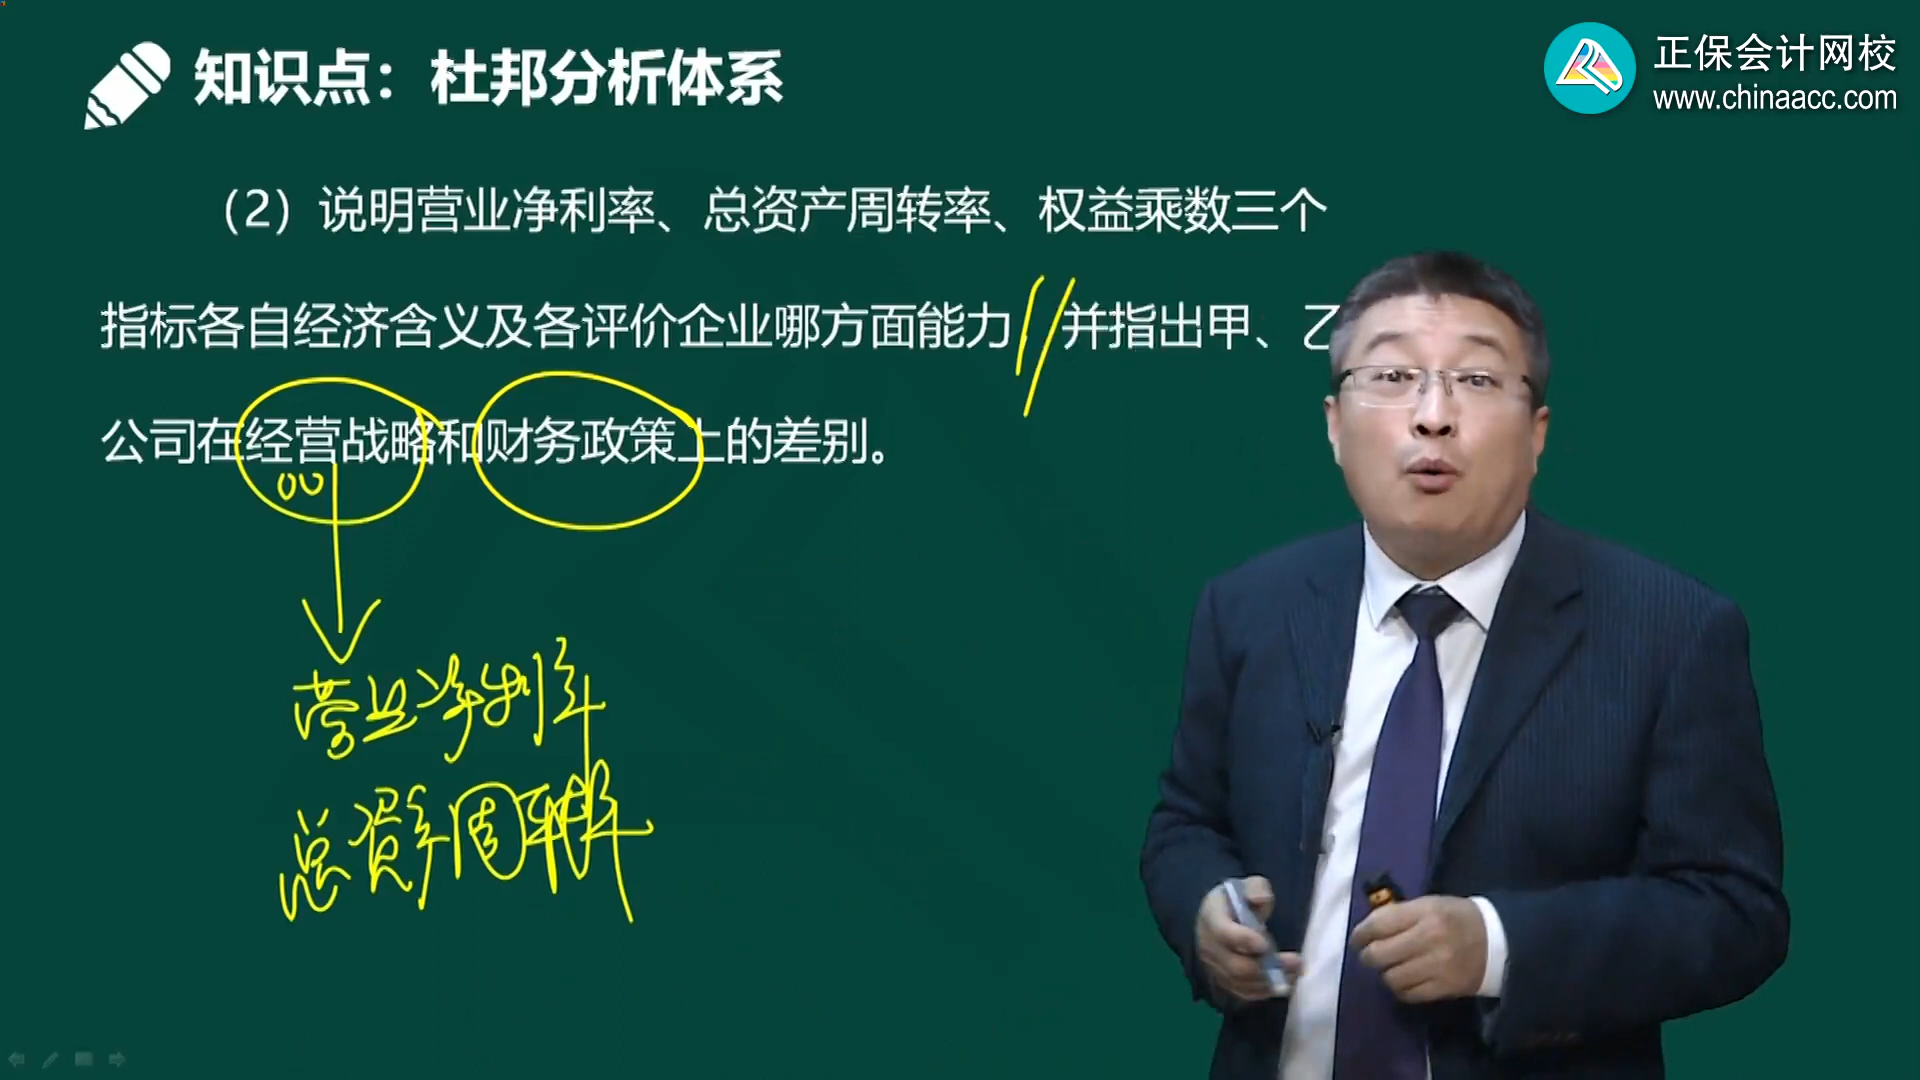 知识点：杜邦分析体系
正保会计网校
www.chinaacc.com
（2）说明营业净利率、总资产周转率、权益乘数三个
指标各自经济含义及各评价企业哪方面能力 并指出甲、乙
公司在经营战略和财务政策上的差别。
营业净利率
总资产周转率